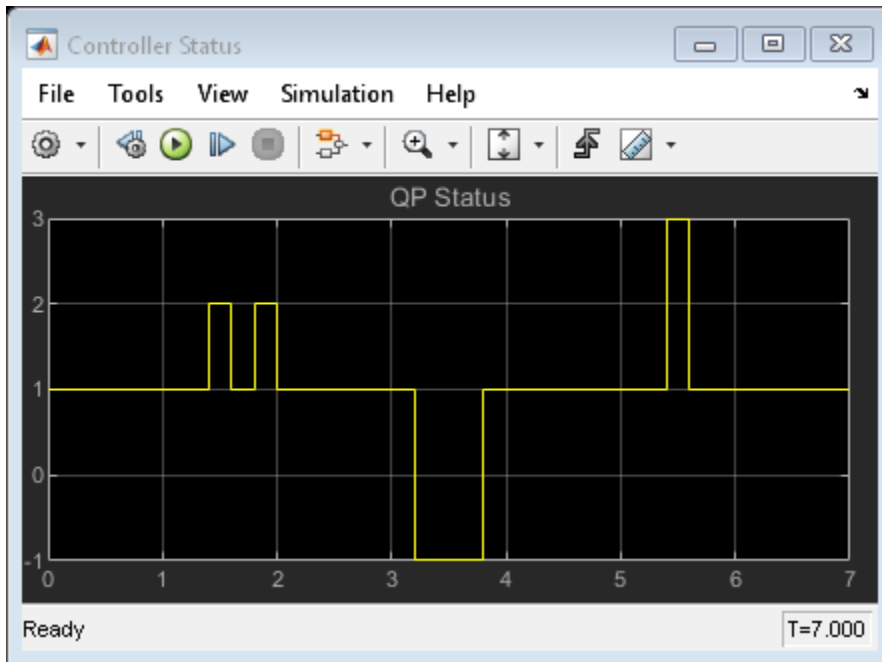 Controller Status
File Tools View Simulation Help
QP Status
3
2
1
0
-1
0 1 2 3 4 5 6 7
Ready T=7.000